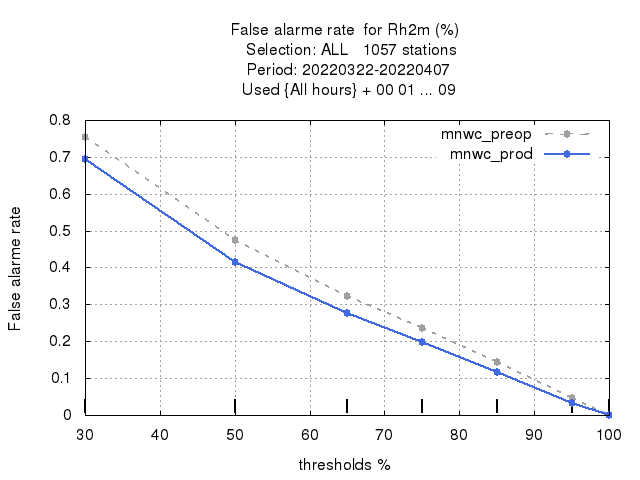 False alarme rate  for Rh2m (%)
Selection: ALL   1057 stations
Period: 20220322-20220407
Used {All hours} + 00 01 ... 09
mnwc_preop
mnwc_prod
False alarme rate
0.8
0.7
0.6
0.5
0.4
0.3
0.2
0.1
0
30 40 50 60 70 80 90 100
thresholds %